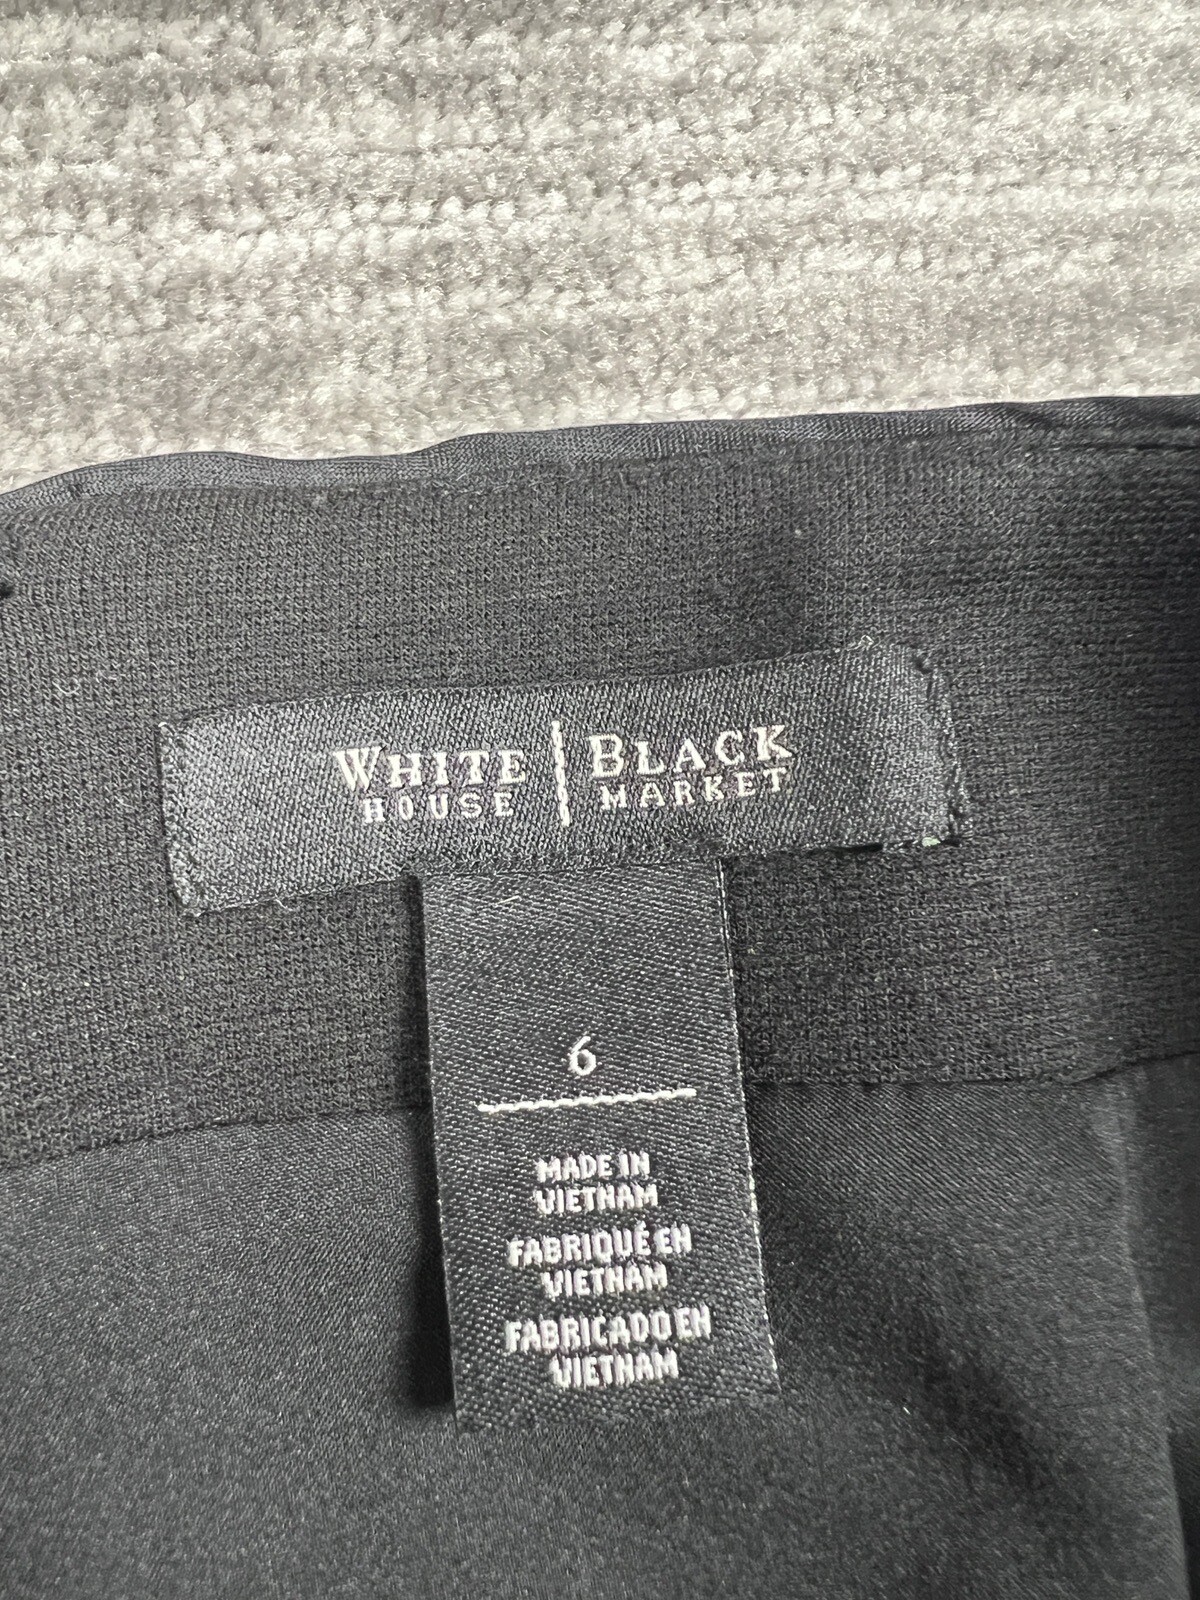 WHITE | BLACK
HOUSE | MARKET
6
MADE IN
VIETNAM
FABRIQUÉ EN
VIETNAM
FABRICADO EN
VIETNAM